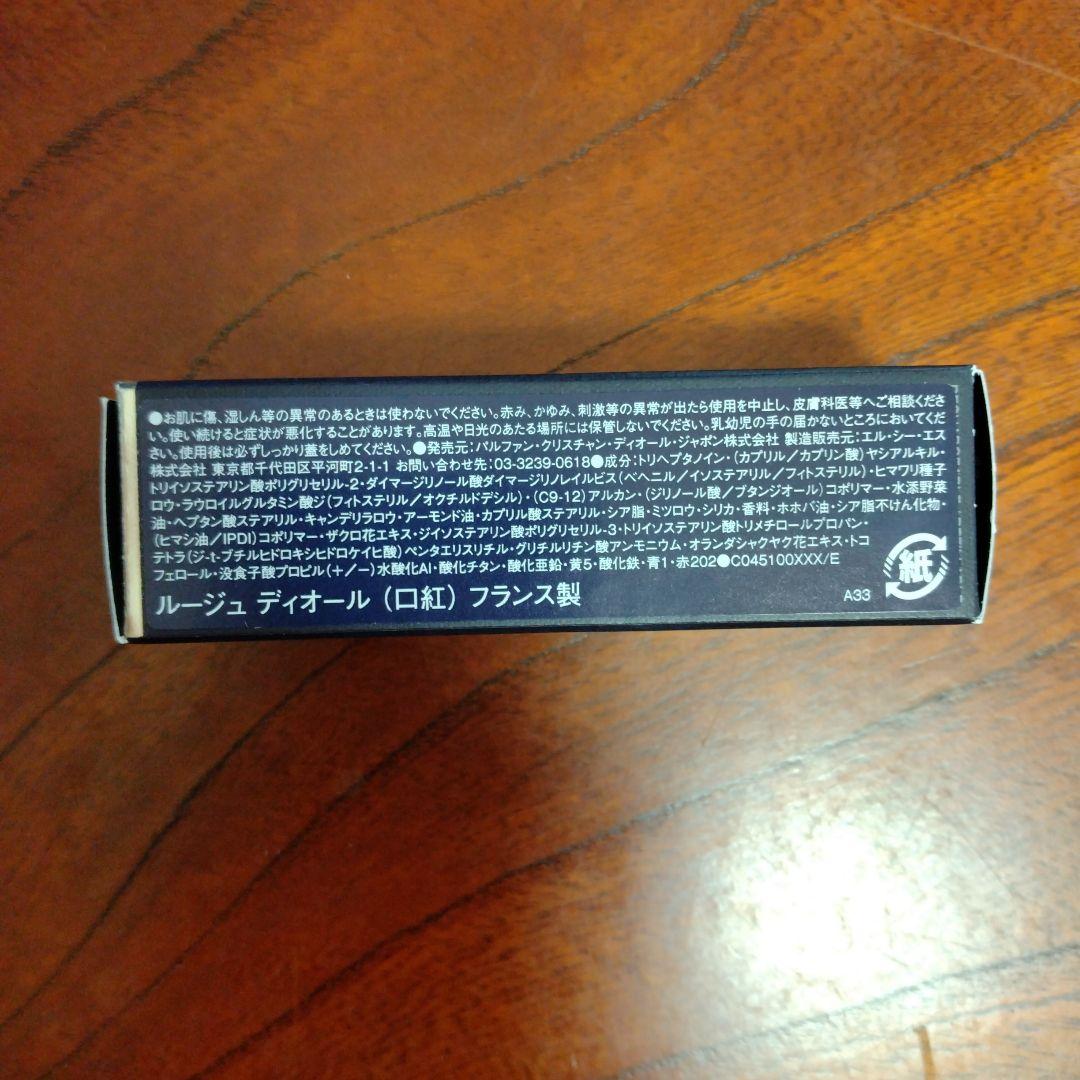 ●お肌に傷、湿しん等の異常のあるときは使わないでください。赤み、かゆみ、刺激等の異常が出たら使用を中止し、皮膚科医等へご相談くださ
い。使い続けると症状が悪化することがあります。高温や日光のあたる場所には保管しないでください。乳幼児の手の届かないところにおいてくだ
さい。使用後は必ずしっかり蓋をしめてください。●発売元:パルファン・クリスチャン・ディオール・ジャポン株式会社 製造販売元:エル・シー・エス
株式会社 東京都千代田区平河町2-1-1 お問い合わせ先:03-3239-0618●成分:トリヘプタノイン・(カプリル/カプリン酸)ヤシアルキル・
トリイソステアリン酸ポリグリセリル-2・ダイマージリノール酸ダイマージリノレイルビス(ベヘニル/イソステアリル/フィトステリル)・ヒマワリ種子
ロウ・ラウロイルグルタミン酸ジ(フィトステリル/オクチルドデシル)・(C9-12)アルカン・(ジリノール酸/ブタンジオール)コポリマー・水添野菜
油・ヘプタン酸ステアリル・キャンデリラロウ・アーモンド油・カプリル酸ステアリル・シア脂・ミツロウ・シリカ・香料・ホホバ油・シア脂不けん化物・
(ヒマシ油/IPDI)コポリマー・ザクロ花エキス・ジイソステアリン酸ポリグリセリル-3・トリイソステアリン酸トリメチロールプロパン・
テトラ(ジ-t-ブチルヒドロキシヒドロケイヒ酸)ペンタエリスリチル・グリチルリチン酸アンモニウム・オランダシャクヤク花エキス・トコ
フェロール・没食子酸プロピル(+/−)水酸化Al・酸化チタン・酸化亜鉛・黄5・酸化鉄・青1・赤202●C045100XXX/E
ルージュ ディオール (口紅) フランス製
A33
紙